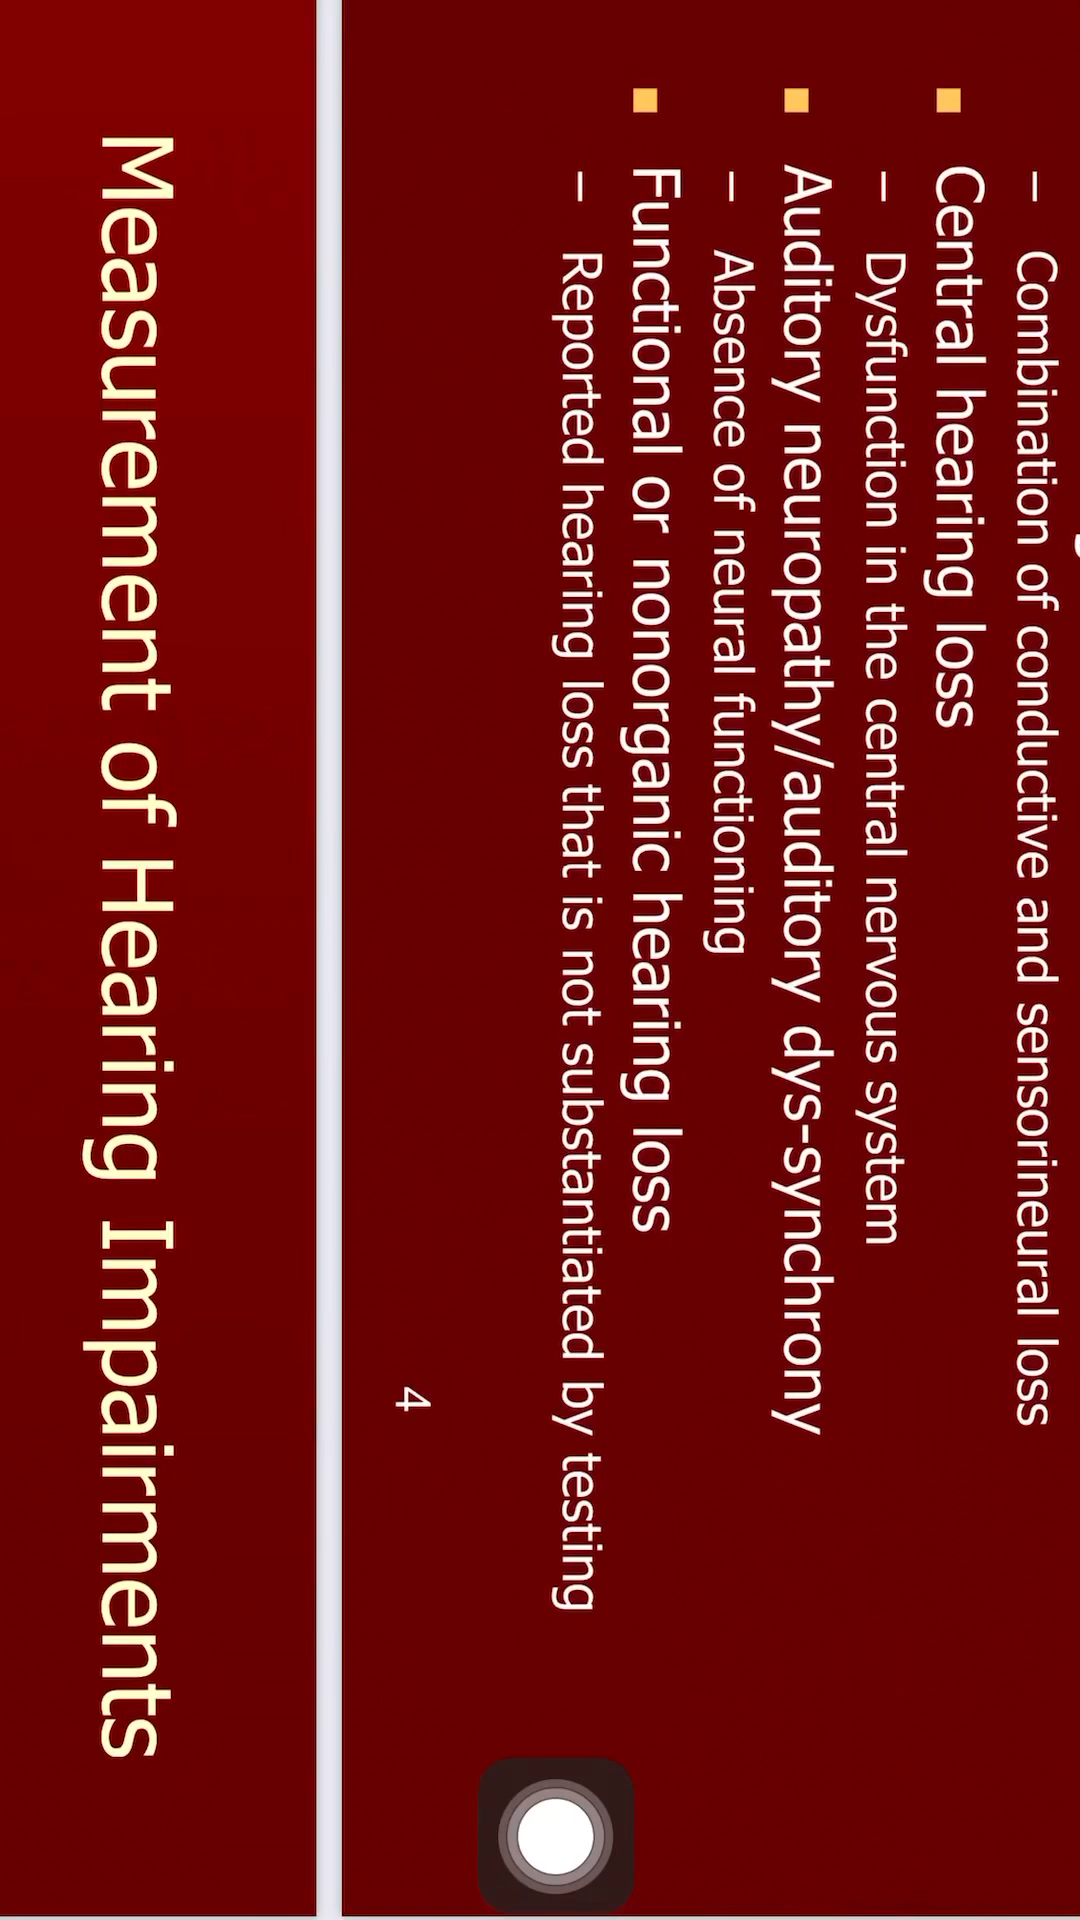 – Combination of conductive and sensorineural loss
■ Central hearing loss
– Dysfunction in the central nervous system
■ Auditory neuropathy/auditory dys-synchrony
– Absence of neural functioning
■ Functional or nonorganic hearing loss
– Reported hearing loss that is not substantiated by testing
4
Measurement of Hearing Impairments